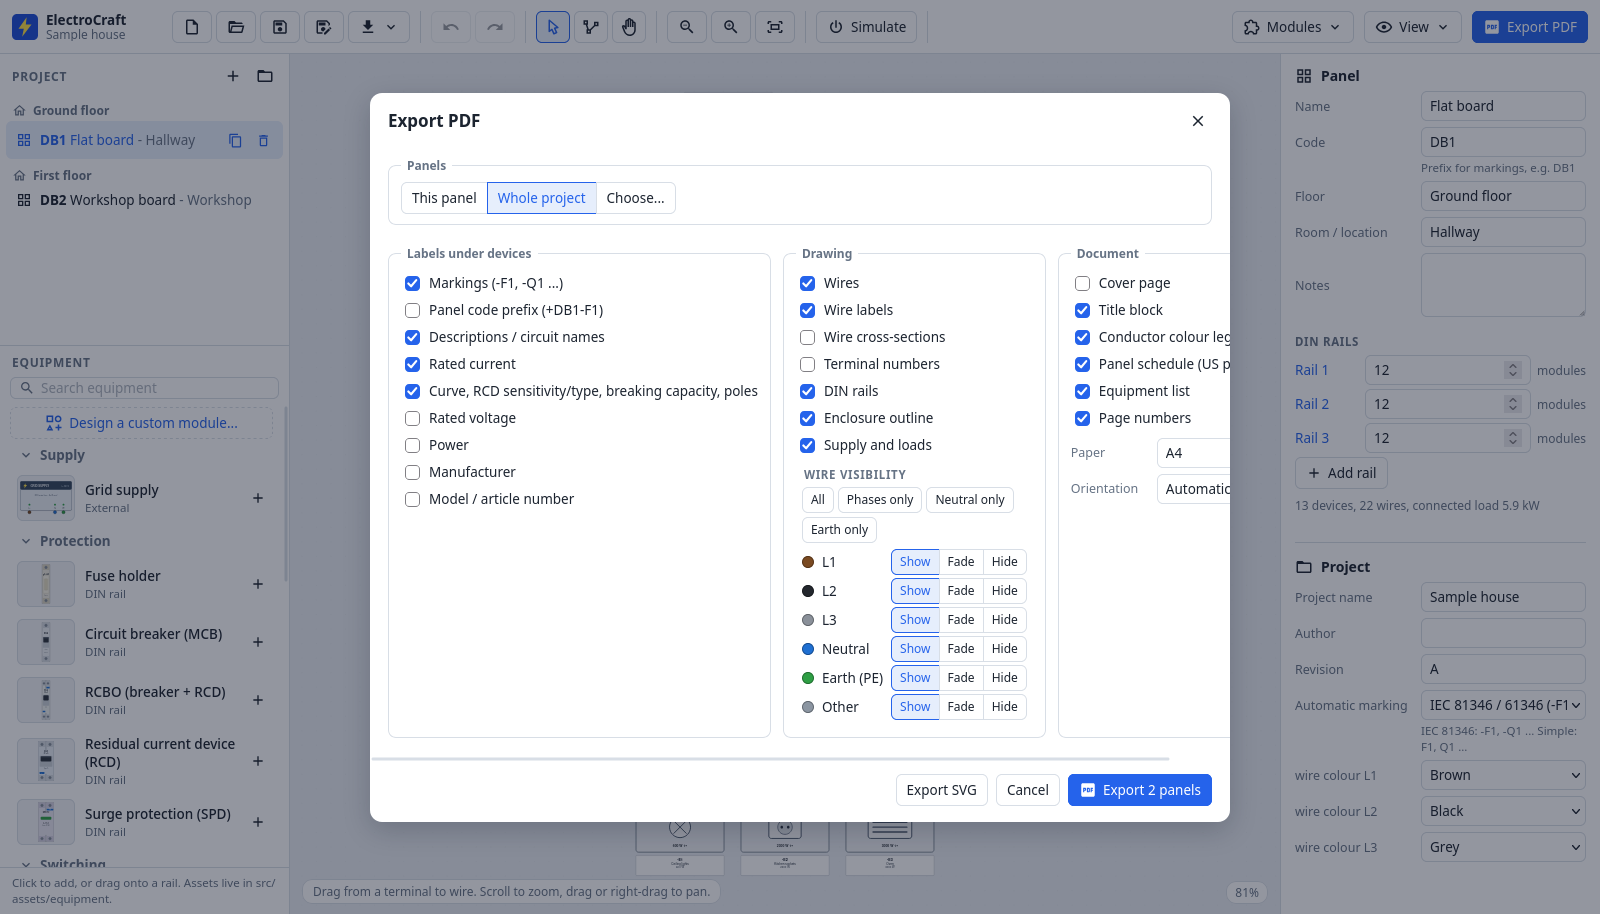 ElectroCraft
Sample house
Simulate
Modules
View
PDF Export PDF
PROJECT
Ground floor
DB1 Flat board - Hallway
First floor
DB2 Workshop board - Workshop
EQUIPMENT
Search equipment
Design a custom module...
Supply
Grid supply
External
Protection
Fuse holder
DIN rail
Circuit breaker (MCB)
DIN rail
RCBO (breaker + RCD)
DIN rail
Residual current device
(RCD)
DIN rail
Surge protection (SPD)
DIN rail
Switching
Click to add, or drag onto a rail. Assets live in src/
assets/equipment.
Export PDF
Panels
This panel
Whole project
Choose...
Labels under devices
Markings (-F1, -Q1 ...)
Panel code prefix (+DB1-F1)
Descriptions / circuit names
Rated current
Curve, RCD sensitivity/type, breaking capacity, poles
Rated voltage
Power
Manufacturer
Model / article number
Drawing
Wires
Wire labels
Wire cross-sections
Terminal numbers
DIN rails
Enclosure outline
Supply and loads
WIRE VISIBILITY
All
Phases only
Neutral only
Earth only
L1 Show Fade Hide
L2 Show Fade Hide
L3 Show Fade Hide
Neutral Show Fade Hide
Earth (PE) Show Fade Hide
Other Show Fade Hide
Document
Cover page
Title block
Conductor colour leg
Panel schedule (US p
Equipment list
Page numbers
Paper A4
Orientation Automatic
Export SVG
Cancel
PDF Export 2 panels
Drag from a terminal to wire. Scroll to zoom, drag or right-drag to pan.
81%
Panel
Name Flat board
Code DB1
Prefix for markings, e.g. DB1
Floor Ground floor
Room / location Hallway
Notes
DIN RAILS
Rail 1 12 modules
Rail 2 12 modules
Rail 3 12 modules
Add rail
13 devices, 22 wires, connected load 5.9 kW
Project
Project name Sample house
Author
Revision A
Automatic marking IEC 81346 / 61346 (-F1
IEC 81346: -F1, -Q1 ... Simple:
F1, Q1 ...
wire colour L1 Brown
wire colour L2 Black
wire colour L3 Grey